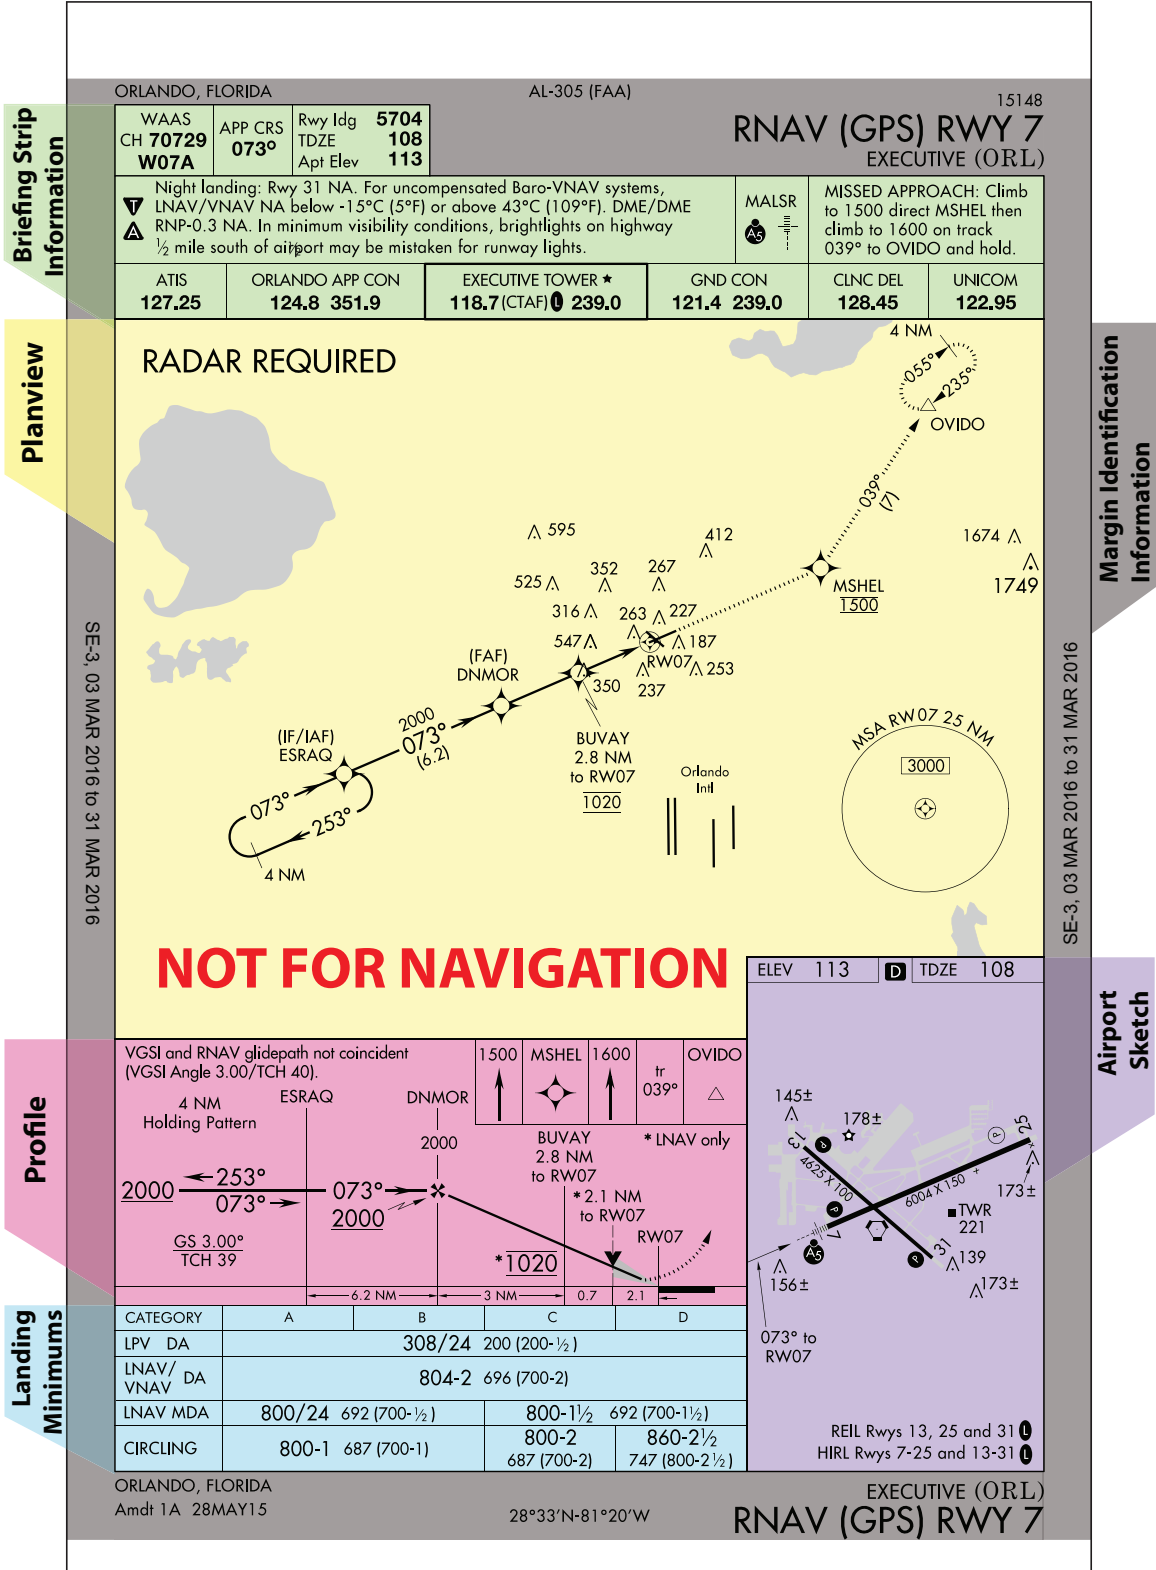 ORLANDO, FLORIDA
AL-305 (FAA)
15148
RNAV (GPS) RWY 7
EXECUTIVE (ORL)
Briefing Strip
Information
WAAS
CH 70729
W07A
APP CRS
073°
Rwy ldg 5704
TDZE 108
Apt Elev 113
T
A
Night landing: Rwy 31 NA. For uncompensated Baro-VNAV systems,
LNAV/VNAV NA below -15°C (5°F) or above 43°C (109°F). DME/DME
RNP-0.3 NA. In minimum visibility conditions, brightlights on highway
½ mile south of airport may be mistaken for runway lights.
MALSR
A5
MISSED APPROACH: Climb
to 1500 direct MSHEL then
climb to 1600 on track
039° to OVIDO and hold.
ATIS
127.25
ORLANDO APP CON
124.8 351.9
EXECUTIVE TOWER ★
118.7 (CTAF) L 239.0
GND CON
121.4 239.0
CLNC DEL
128.45
UNICOM
122.95
Planview
RADAR REQUIRED
4 NM
055°
235°
OVIDO
039°
(7)
Margin Identification
Information
595
412
1674
1749
525
352
267
MSHEL
1500
316
263
227
547
187
RW07
253
350
237
(FAF)
DNMOR
2000
073°
(6.2)
(IF/IAF)
ESRAQ
073°
253°
4 NM
BUVAY
2.8 NM
to RW07
1020
Orlando
Intl
MSA RW07 25 NM
3000
SE-3, 03 MAR 2016 to 31 MAR 2016
SE-3, 03 MAR 2016 to 31 MAR 2016
NOT FOR NAVIGATION
Airport
Sketch
ELEV 113
D
TDZE 108
145±
178±
13
P
P
25
4625 X 100
6004 X 150
173±
P
TWR
221
7
A5
31
P
139
156±
173±
073° to
RW07
REIL Rwys 13, 25 and 31 L
HIRL Rwys 7-25 and 13-31 L
Profile
VGSI and RNAV glidepath not coincident
(VGSI Angle 3.00/TCH 40).
1500
MSHEL
1600
tr
039°
OVIDO
4 NM
Holding Pattern
ESRAQ
DNMOR
2000
BUVAY
2.8 NM
to RW07
* LNAV only
2000
253°
073°
073°
2000
* 2.1 NM
to RW07
RW07
GS 3.00°
TCH 39
*1020
6.2 NM
3 NM
0.7
2.1
Landing
Minimums
CATEGORY A B C D
LPV DA 308/24 200 (200-½)
LNAV/
VNAV DA 804-2 696 (700-2)
LNAV MDA 800/24 692 (700-½) 800-1½ 692 (700-1½)
CIRCLING 800-1 687 (700-1)
800-2
687 (700-2)
860-2½
747 (800-2½)
ORLANDO, FLORIDA
Amdt 1A 28MAY15
28°33'N-81°20'W
EXECUTIVE (ORL)
RNAV (GPS) RWY 7